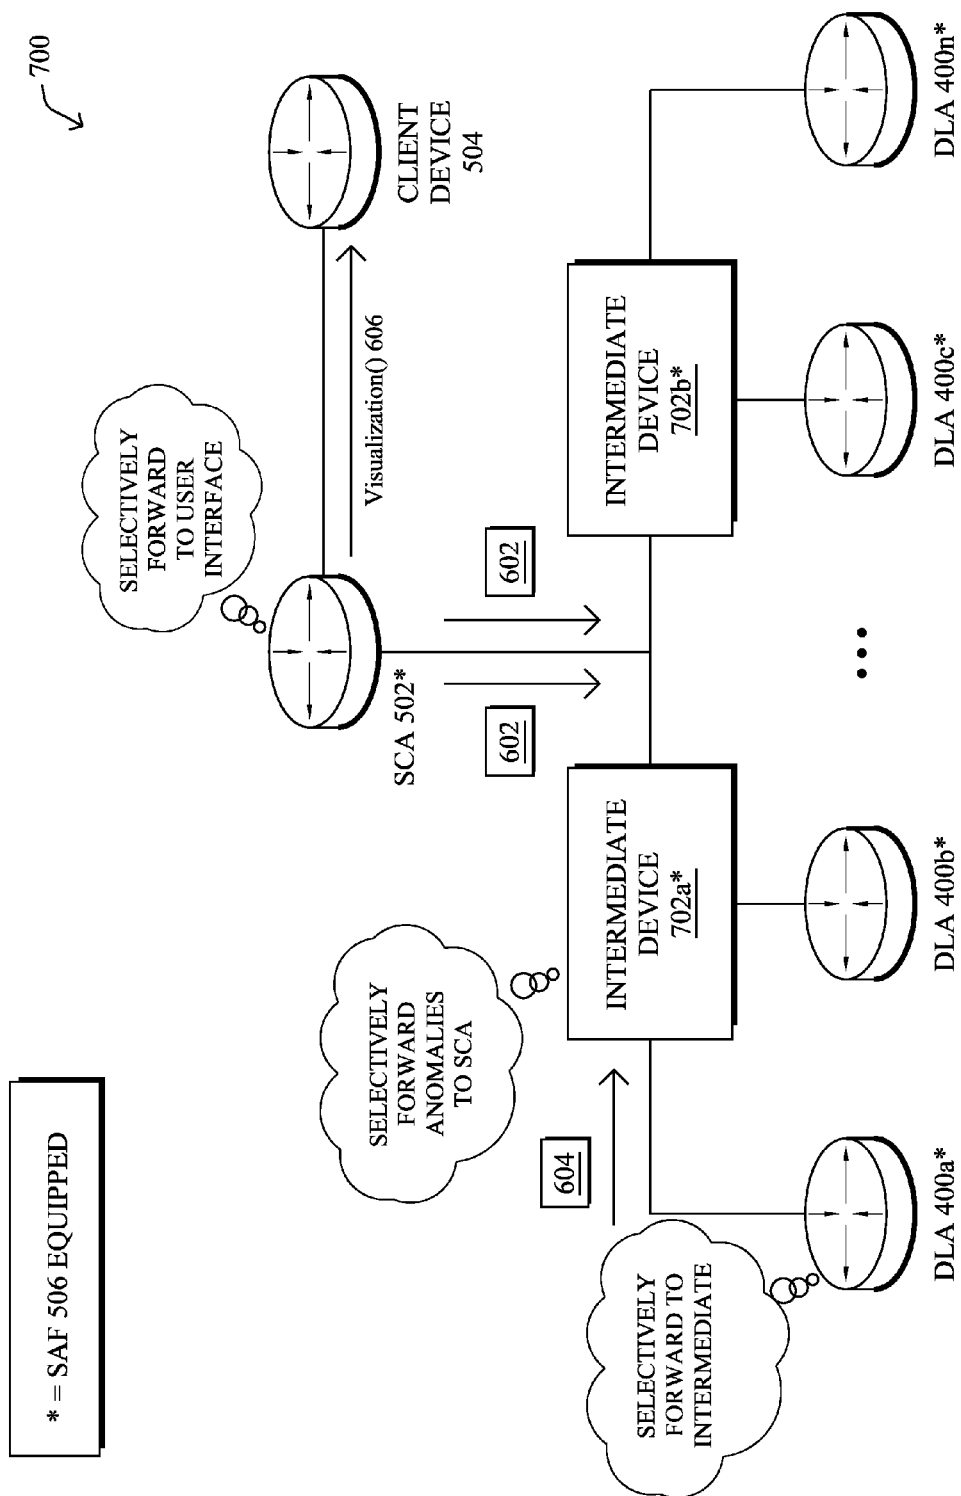 * = SAF 506 EQUIPPED
700
SELECTIVELY
FORWARD
TO USER
INTERFACE
SCA 502*
Visualization() 606
CLIENT
DEVICE
504
602
602
SELECTIVELY
FORWARD
ANOMALIES
TO SCA
604
INTERMEDIATE
DEVICE
702a*
INTERMEDIATE
DEVICE
702b*
SELECTIVELY
FORWARD TO
INTERMEDIATE
DLA 400a*
DLA 400b*
DLA 400c*
DLA 400n*